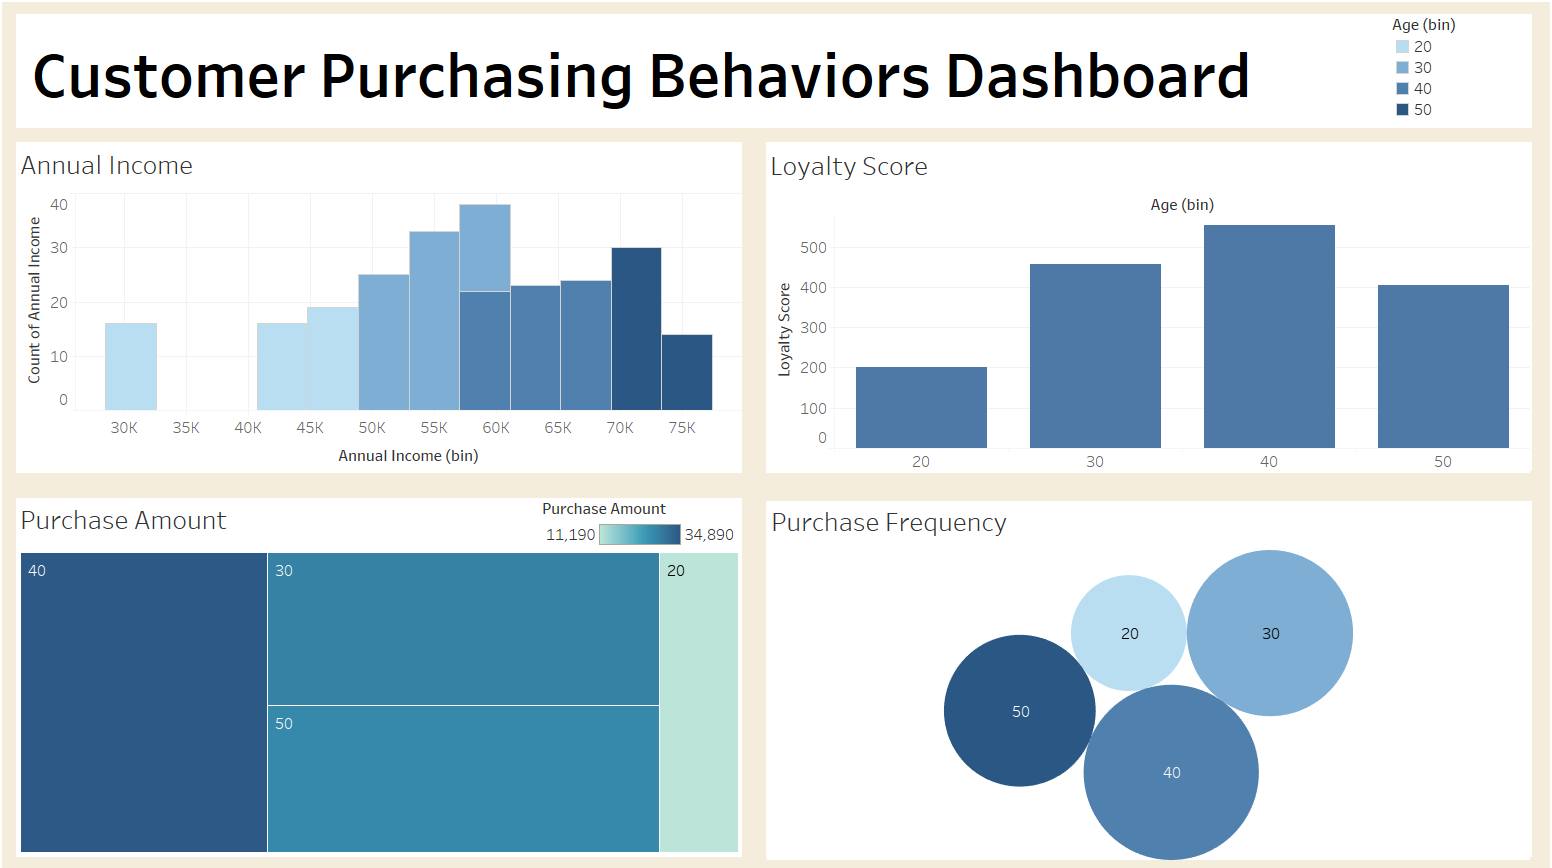 Customer Purchasing Behaviors Dashboard
Age (bin)
20
30
40
50
Annual Income
Count of Annual Income
40
30
20
10
0
30K 35K 40K 45K 50K 55K 60K 65K 70K 75K
Annual Income (bin)
Loyalty Score
Age (bin)
Loyalty Score
500
400
300
200
100
0
20 30 40 50
Purchase Amount
Purchase Amount
11,190 34,890
40
30
20
50
Purchase Frequency
20
30
50
40